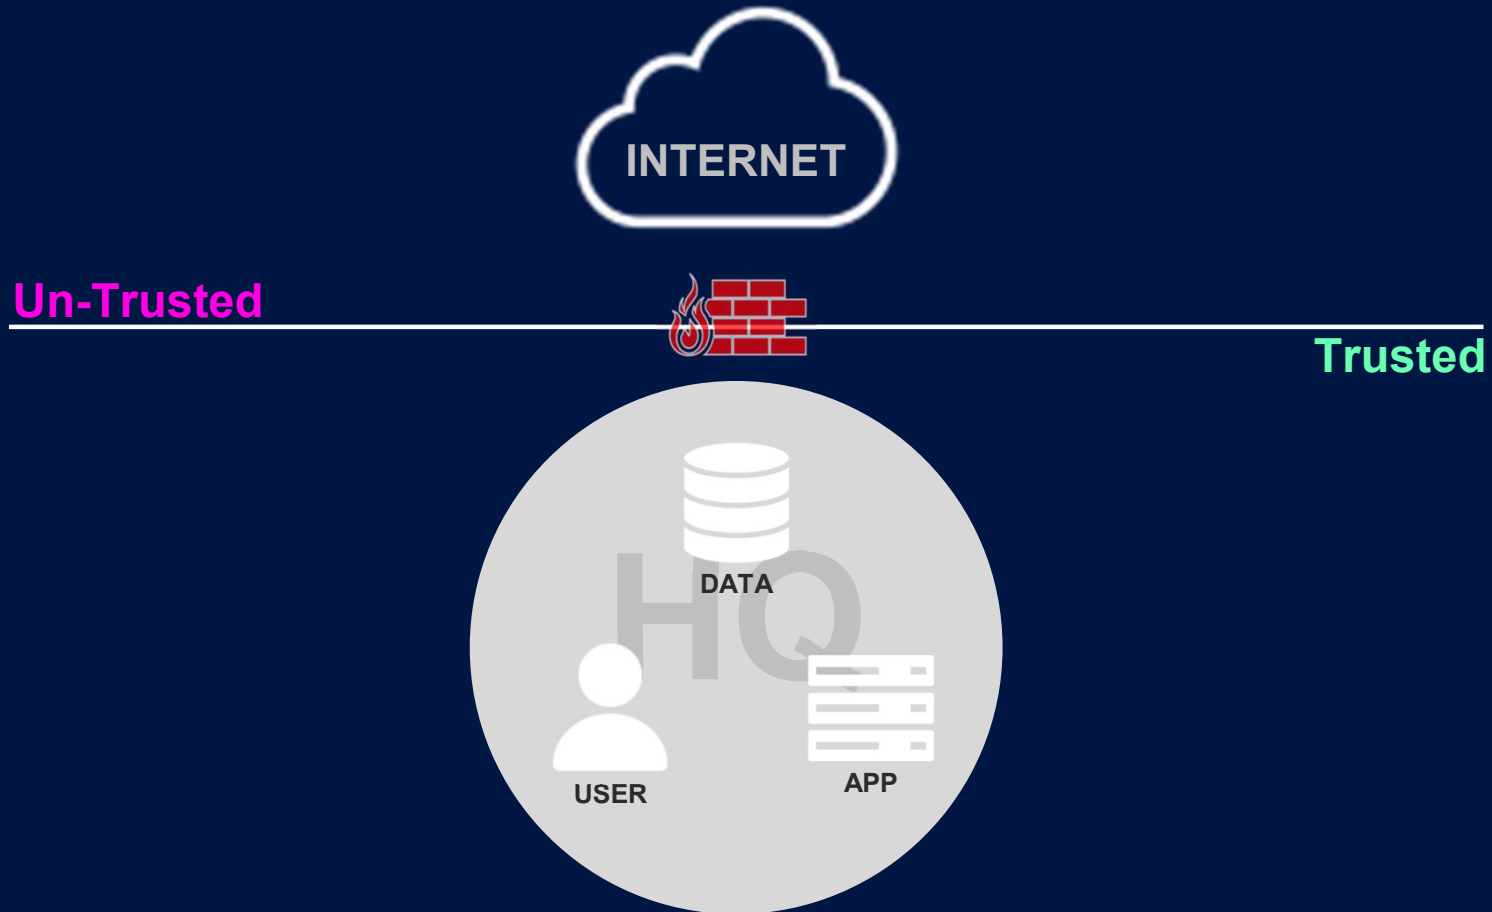 INTERNET
Un-Trusted
Trusted
HQ
DATA
USER
APP